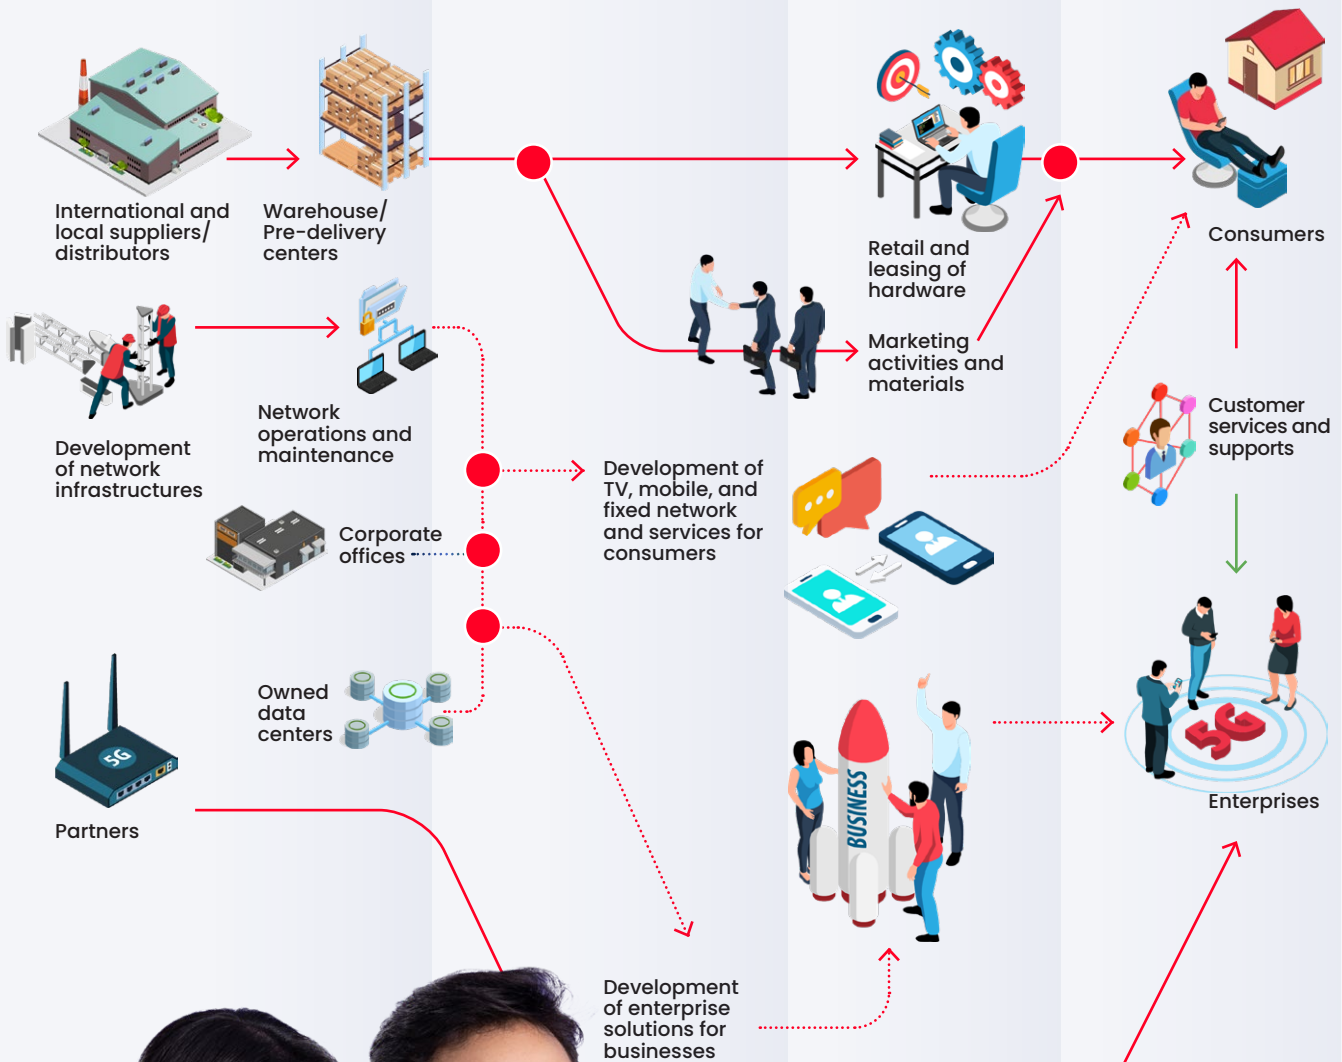 International and
local suppliers/
distributors
Warehouse/
Pre-delivery
centers
Retail and
leasing of
hardware
Consumers
Marketing
activities and
materials
Development
of network
infrastructures
Network
operations and
maintenance
Customer
services and
supports
Corporate
offices
Development of
TV, mobile, and
fixed network
and services for
consumers
Owned
data
centers
5G
Partners
BUSINESS
5G
Enterprises
Development
of enterprise
solutions for
businesses